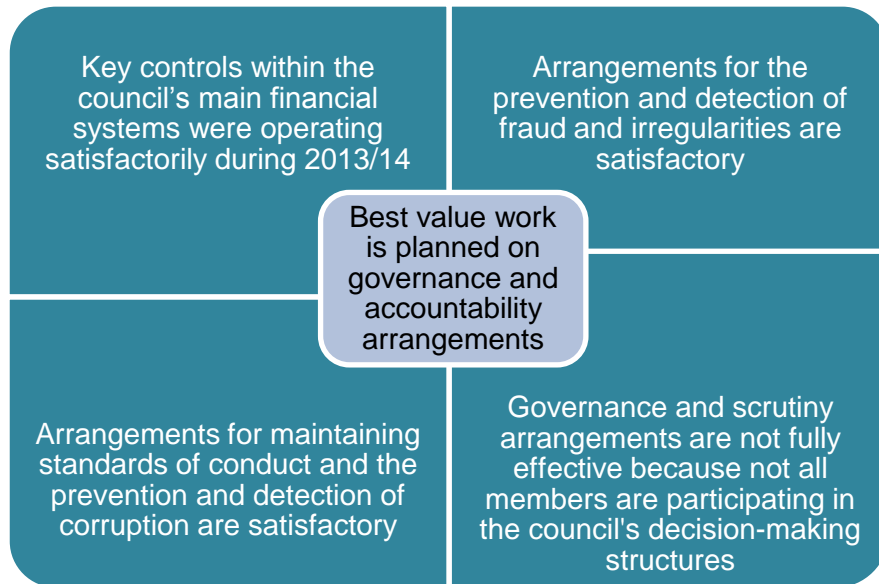 Key controls within the
council’s main financial
systems were operating
satisfactorily during 2013/14
Arrangements for the
prevention and detection of
fraud and irregularities are
satisfactory
Best value work
is planned on
governance and
accountability
arrangements
Arrangements for maintaining
standards of conduct and the
prevention and detection of
corruption are satisfactory
Governance and scrutiny
arrangements are not fully
effective because not all
members are participating in
the council's decision-making
structures